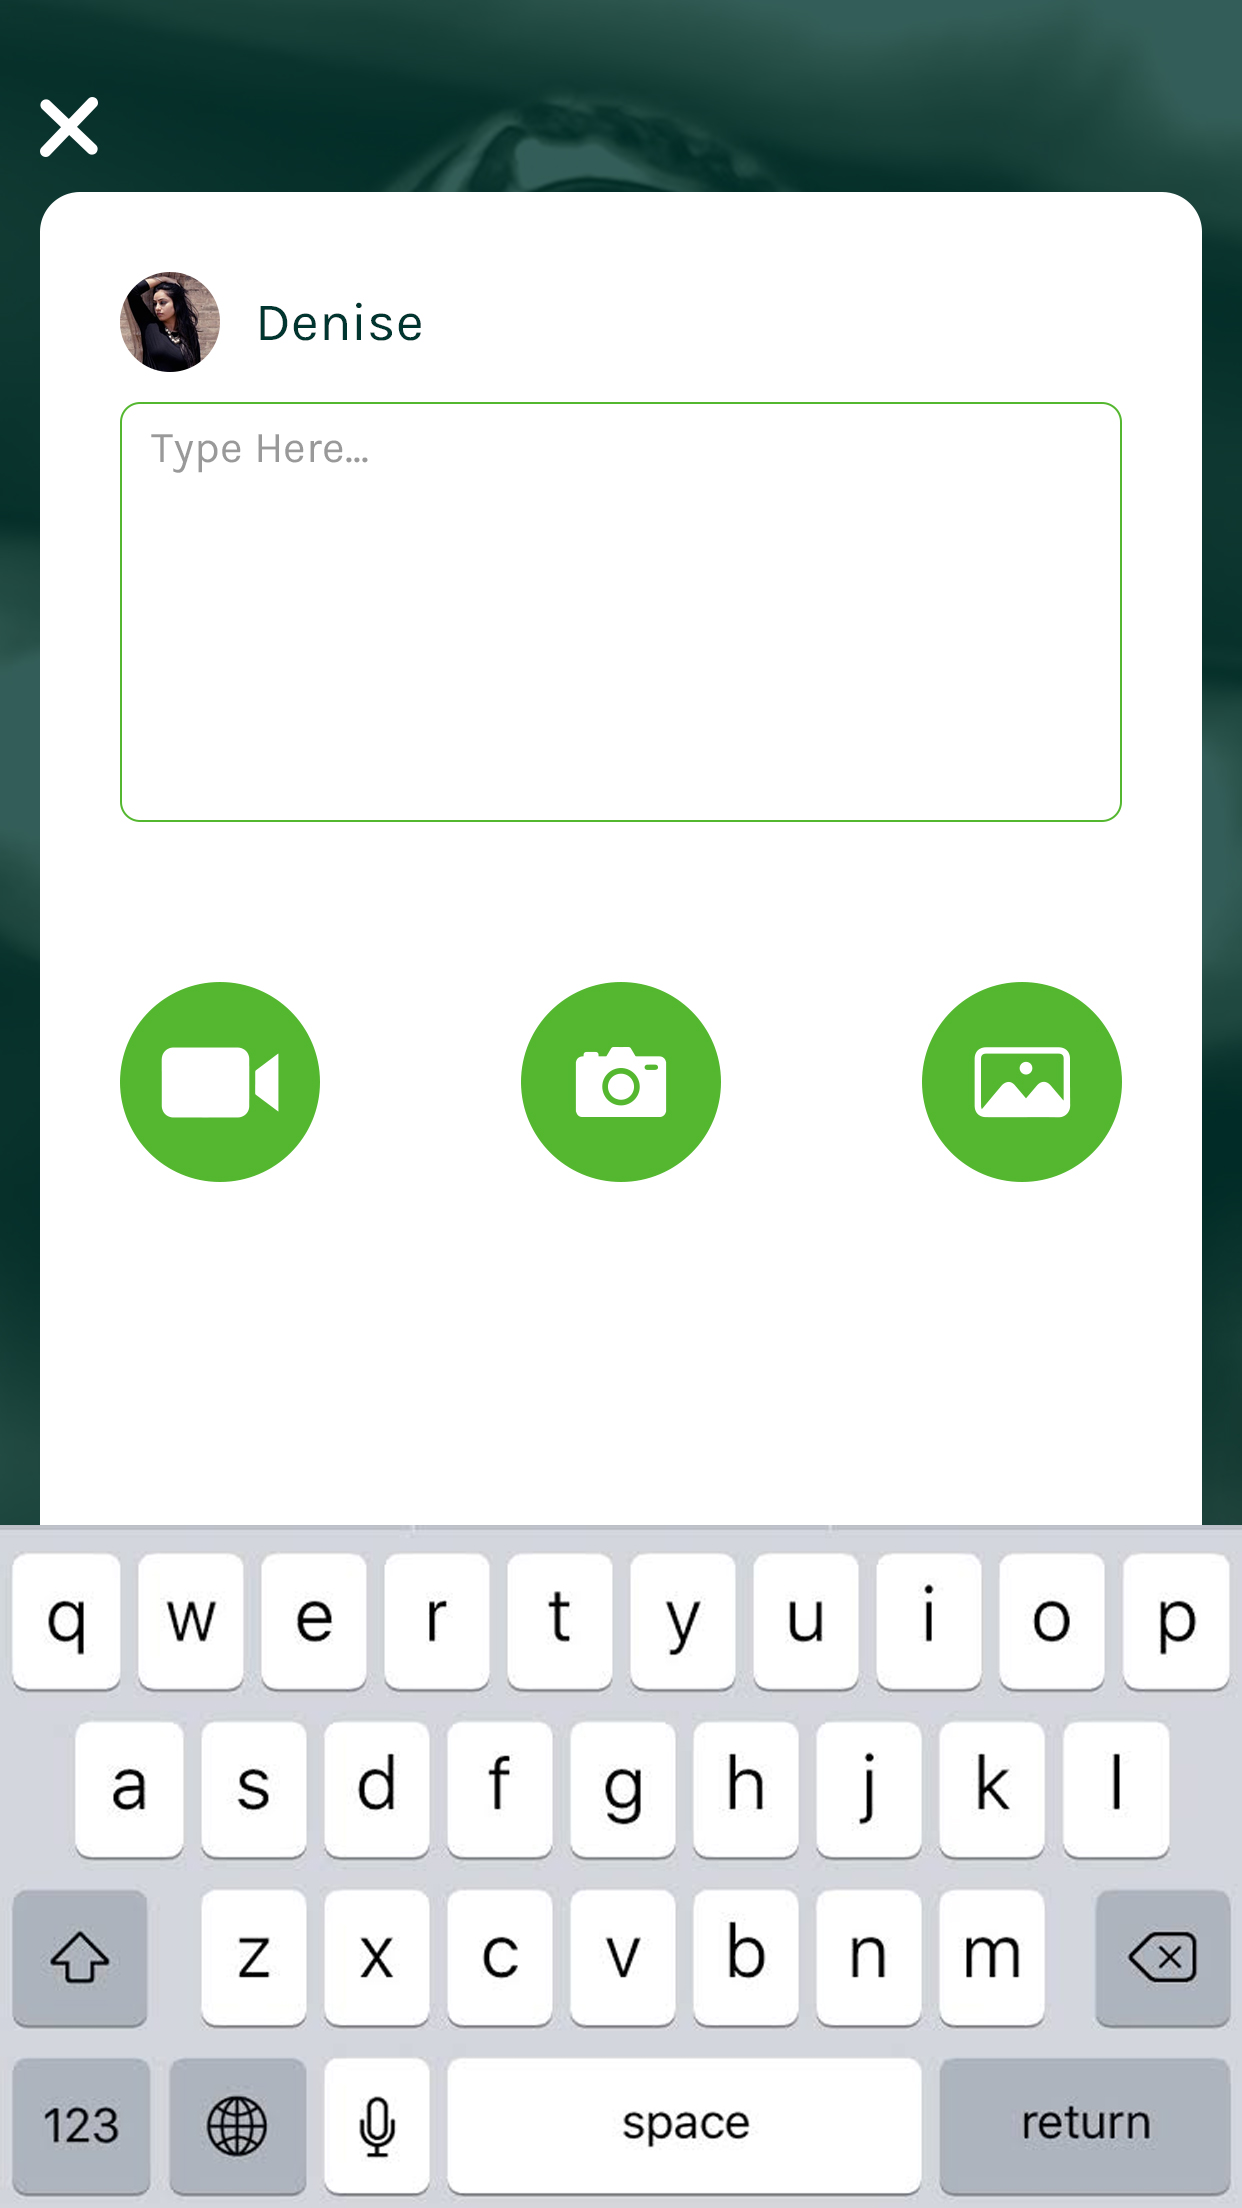 Denise
Type Here...
q w e r t y u i o p
a s d f g h j k l
z x c v b n m
123 space return